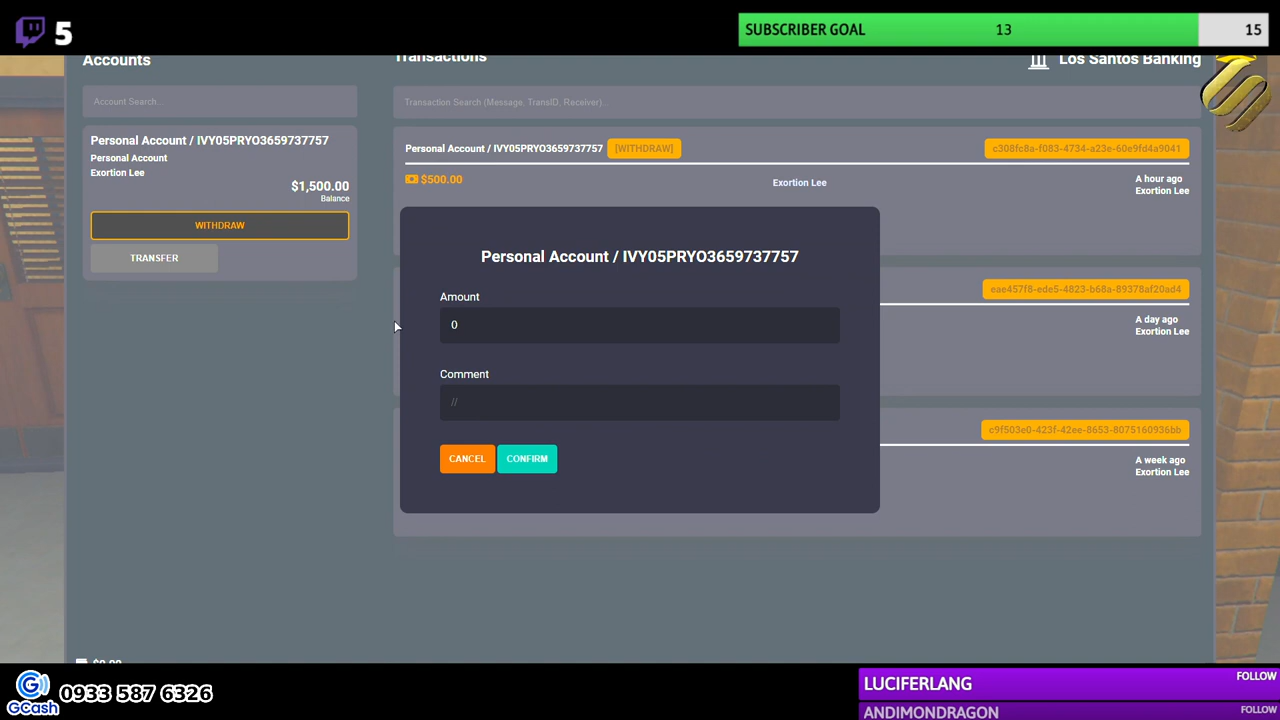 5
SUBSCRIBER GOAL 13 15
Accounts
Transactions
Los Santos Banking
Account Search...
Transaction Search (Message, TransID, Receiver)...
Personal Account / IVY05PRYO3659737757
Personal Account
Exortion Lee
$1,500.00
Balance
WITHDRAW
TRANSFER
Personal Account / IVY05PRYO3659737757 [WITHDRAW] c308fc8a-f083-4734-a23e-60e9fd4a9041
$500.00 Exortion Lee A hour ago
Exortion Lee
Personal Account / IVY05PRYO3659737757
Amount
0
Comment
//
CANCEL CONFIRM
eae457f8-ede5-4823-b68a-89378af20ad4
A day ago
Exortion Lee
c9f503e0-423f-42ee-8653-8075160936bb
A week ago
Exortion Lee
GCash 0933 587 6326
LUCIFERLANG FOLLOW
ANDIMONDRAGON FOLLOW